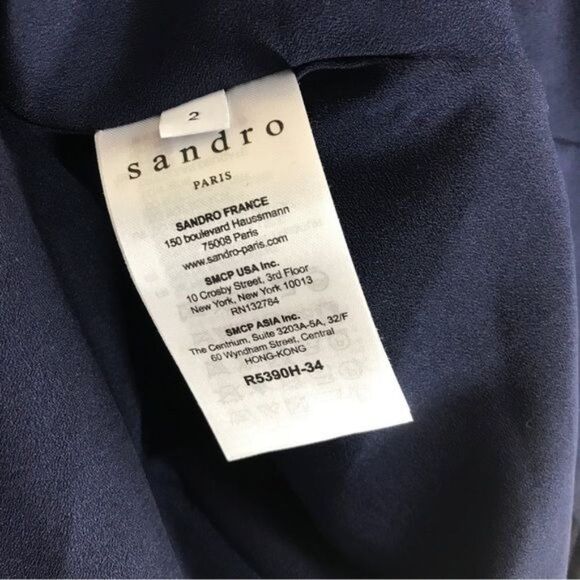 2
sandro
PARIS
SANDRO FRANCE
150 boulevard Haussmann
75008 Paris
www.sandro-paris.com
SMCP USA Inc.
10 Crosby Street, 3rd Floor
New York, New York 10013
RN132784
SMCP ASIA Inc.
The Centrium, Suite 3203A-5A, 32/F
60 Wyndham Street, Central
HONG-KONG
R5390H-34